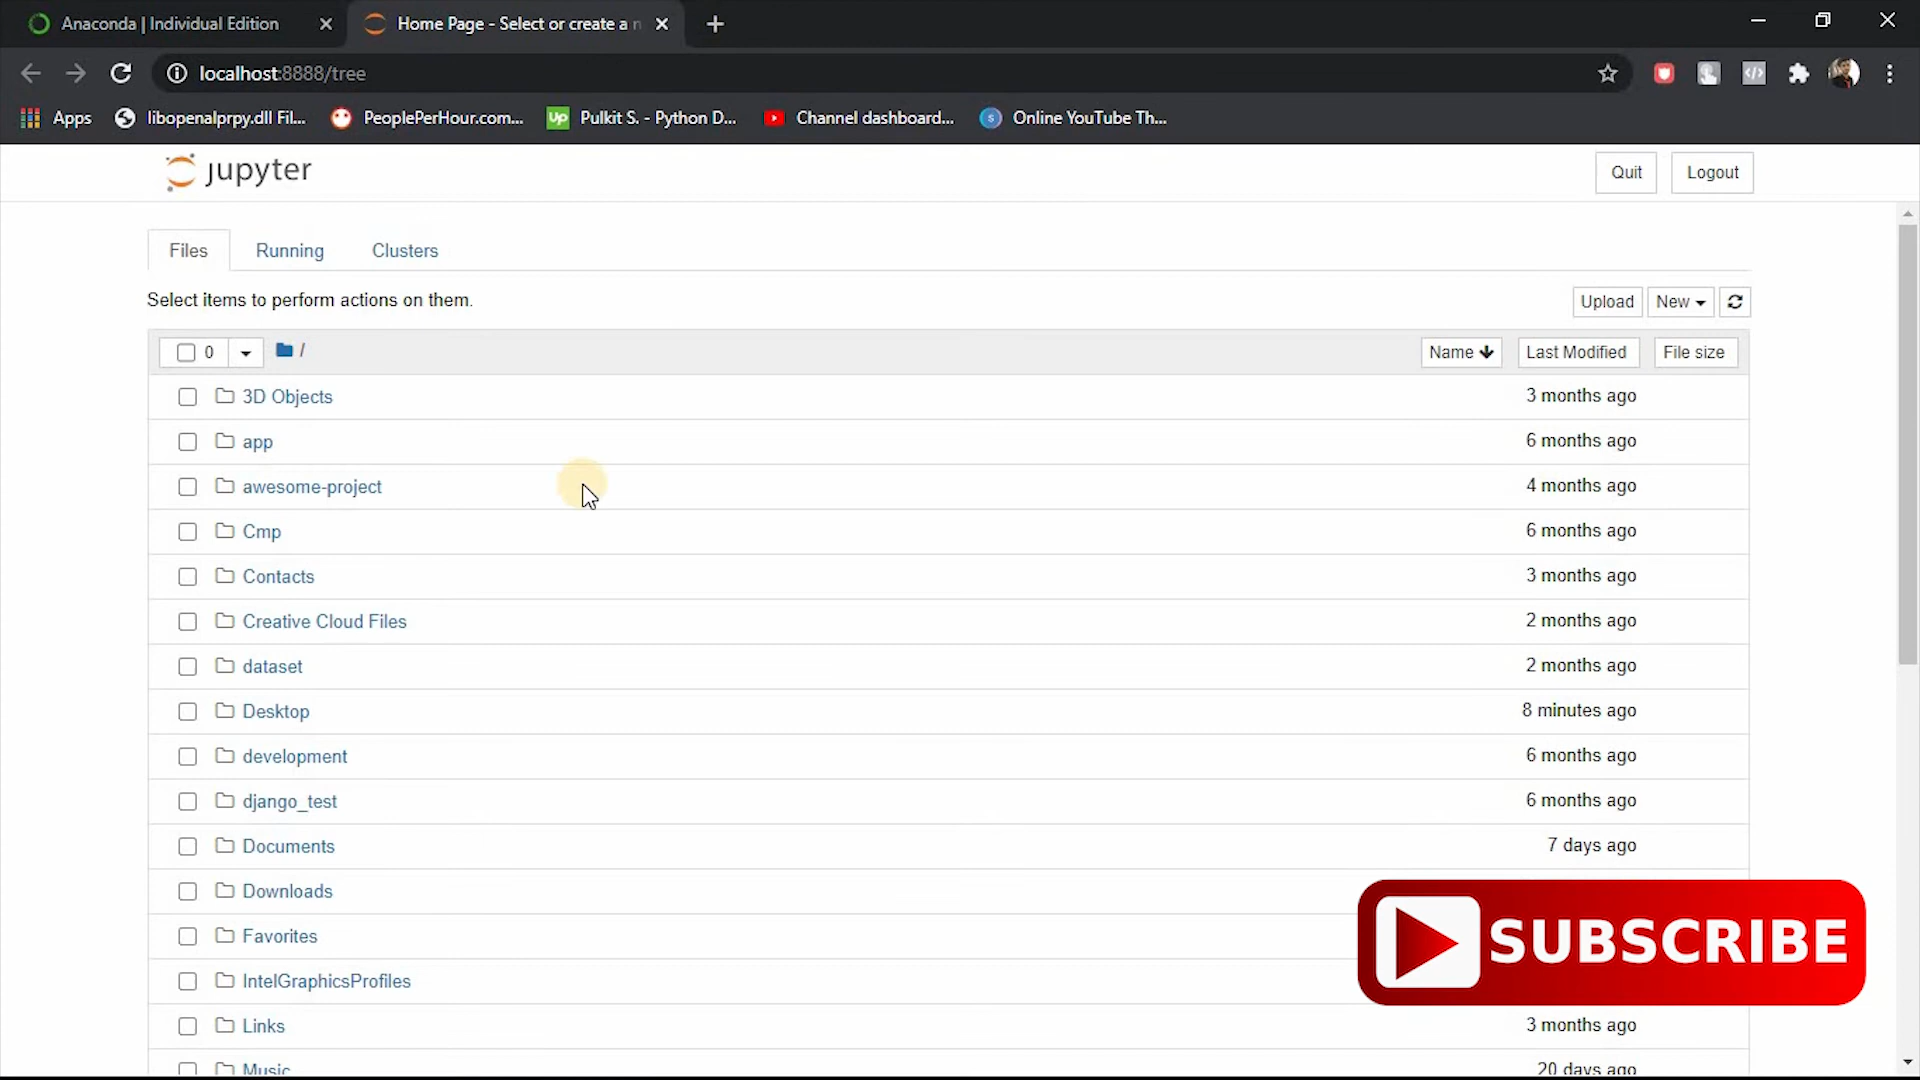 Anaconda | Individual Edition
Home Page - Select or create a n
localhost:8888/tree
Apps
libopenalprpy.dll Fil...
PeoplePerHour.com...
up
Pulkit S. - Python D...
Channel dashboard...
S
Online YouTube Th...
jupyter
Quit
Logout
Files
Running
Clusters
Select items to perform actions on them.
Upload
New
0
/
Name
Last Modified
File size
3D Objects
3 months ago
app
6 months ago
awesome-project
4 months ago
Cmp
6 months ago
Contacts
3 months ago
Creative Cloud Files
2 months ago
dataset
2 months ago
Desktop
8 minutes ago
development
6 months ago
django_test
6 months ago
Documents
7 days ago
Downloads
Favorites
SUBSCRIBE
IntelGraphicsProfiles
Links
3 months ago
Music
20 days ago